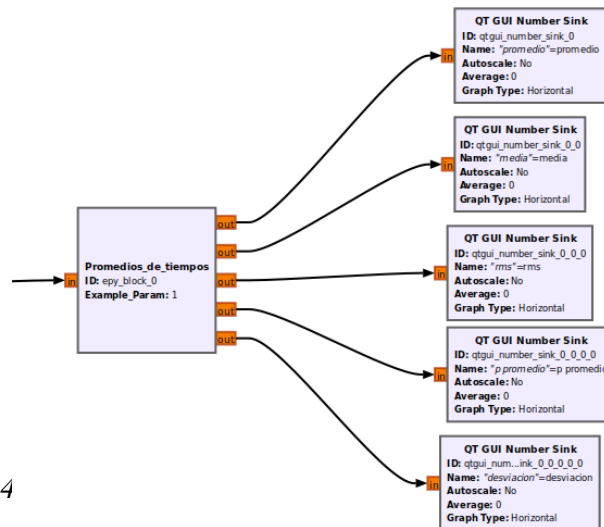 QT GUI Number Sink
ID: qtgui_number_sink_0
Name: "promedio"=promedio
Autoscale: No
Average: 0
Graph Type: Horizontal
in
QT GUI Number Sink
ID: qtgui_number_sink_0_0
Name: "media"=media
Autoscale: No
Average: 0
Graph Type: Horizontal
in
Promedios_de_tiempos
ID: epy_block_0
Example_Param: 1
in
out
out
out
out
out
QT GUI Number Sink
ID: qtgui_number_sink_0_0_0
Name: "rms"=rms
Autoscale: No
Average: 0
Graph Type: Horizontal
in
QT GUI Number Sink
ID: qtgui_number_sink_0_0_0_0
Name: "p promedio"=p promedio
Autoscale: No
Average: 0
Graph Type: Horizontal
in
QT GUI Number Sink
ID: qtgui_num...ink_0_0_0_0_0
Name: "desviacion"=desviacion
Autoscale: No
Average: 0
Graph Type: Horizontal
in
4